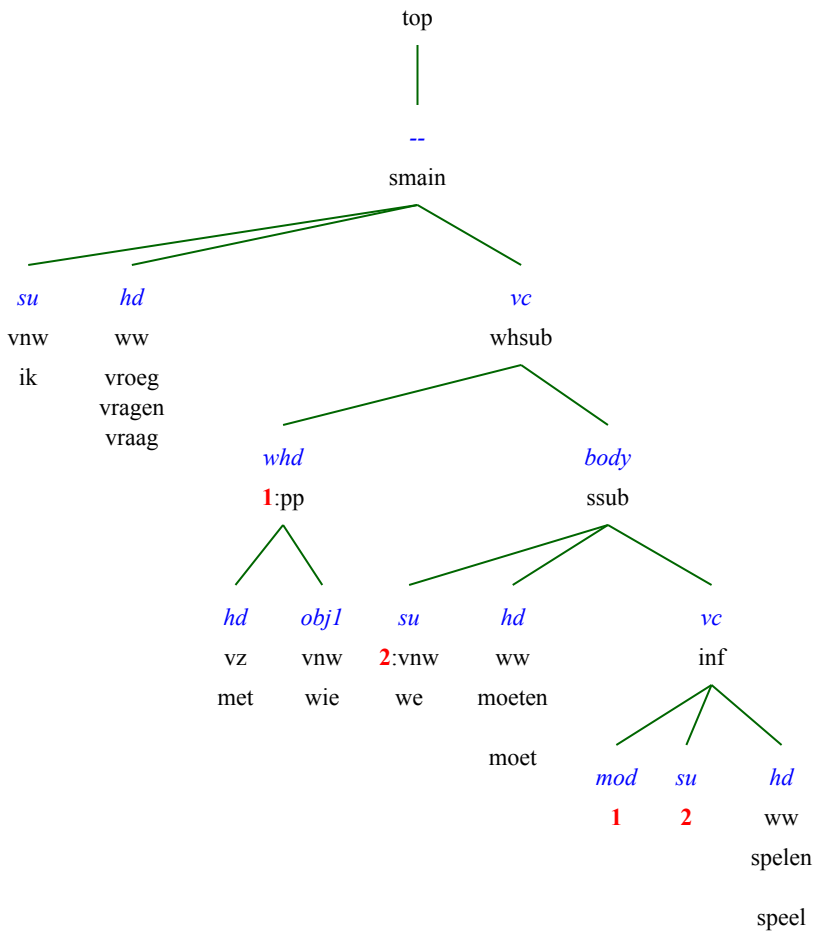 top
--
smain
su hd vc
vnw ww whsub
ik vroeg
vragen
vraag
whd body
1:pp ssub
hd obj1 su hd vc
vz vnw 2:vnw ww inf
met wie we moeten
moet
mod su hd
1 2 ww
spelen
speel